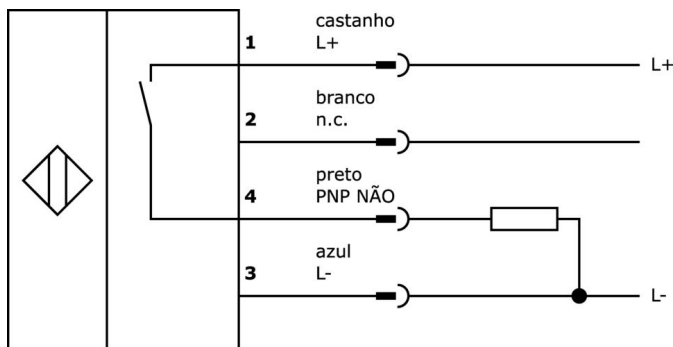 castanho
1 L+
L+
branco
2 n.c.
preto
4 PNP NÃO
azul
3 L-
L-